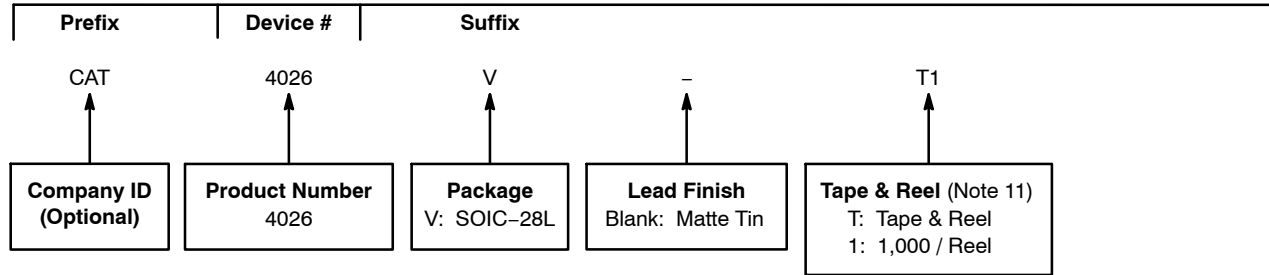 Prefix Device # Suffix
CAT 4026 V – T1
Company ID
(Optional)
Product Number
4026
Package
V: SOIC−28L
Lead Finish
Blank: Matte Tin
Tape & Reel (Note 11)
T: Tape & Reel
1: 1,000 / Reel